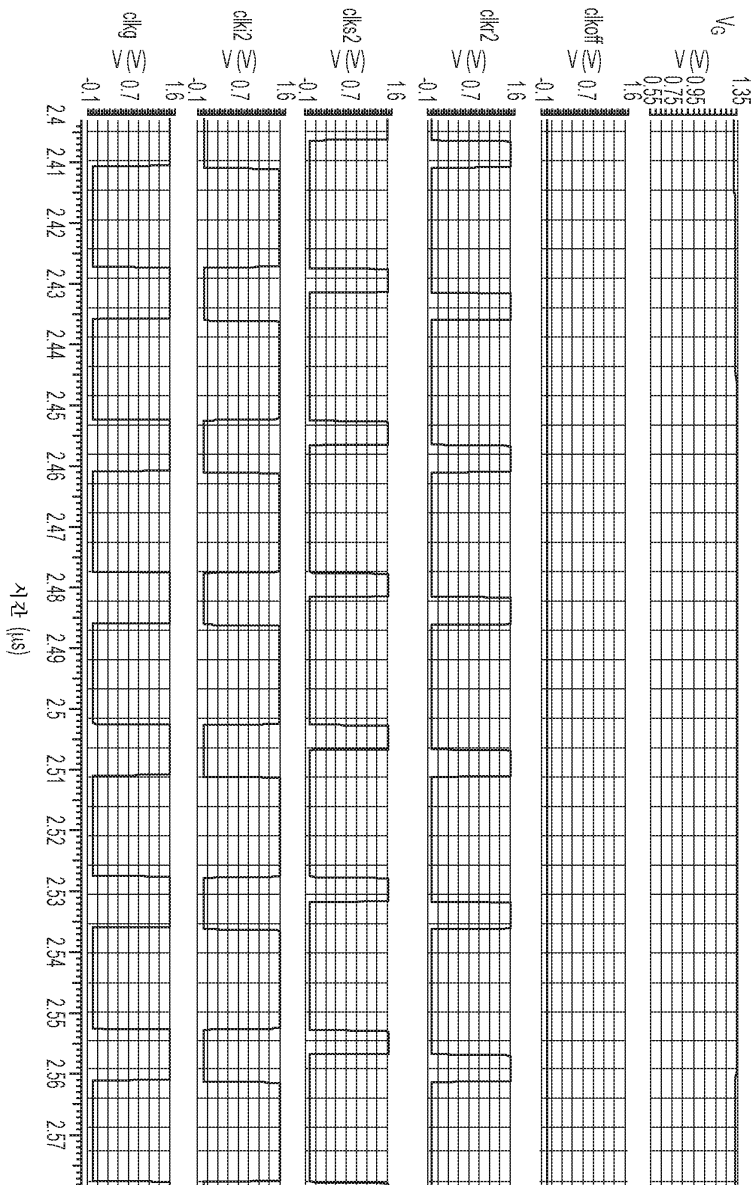 V_G
V (V)
1.35
0.95
0.75
0.55
clkoff
V (V)
1.6
0.7
-0.1
clkr2
V (V)
1.6
0.7
-0.1
clks2
V (V)
1.6
0.7
-0.1
clki2
V (V)
1.6
0.7
-0.1
clkg
V (V)
1.6
0.7
-0.1
2.4 2.41 2.42 2.43 2.44 2.45 2.46 2.47 2.48 2.49 2.5 2.51 2.52 2.53 2.54 2.55 2.56 2.57
시간 (μs)